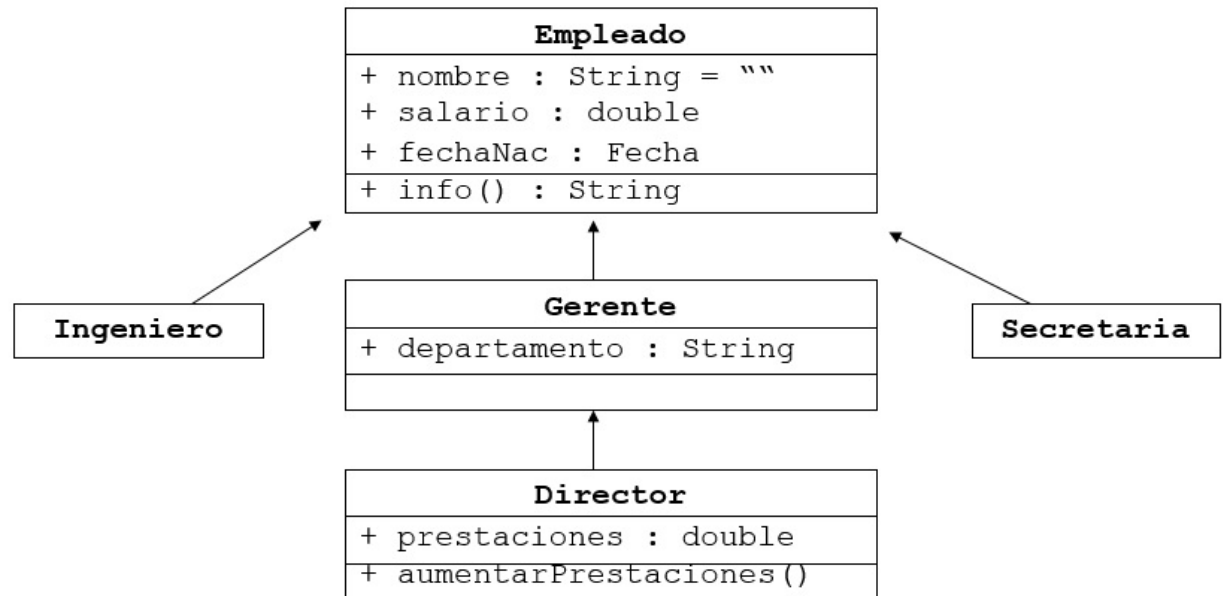 Empleado
+ nombre : String = “““
+ salario : double
+ fechaNac : Fecha
+ info() : String
Ingeniero
Gerente
+ departamento : String
Secretaria
Director
+ prestaciones : double
+ aumentarPrestaciones()